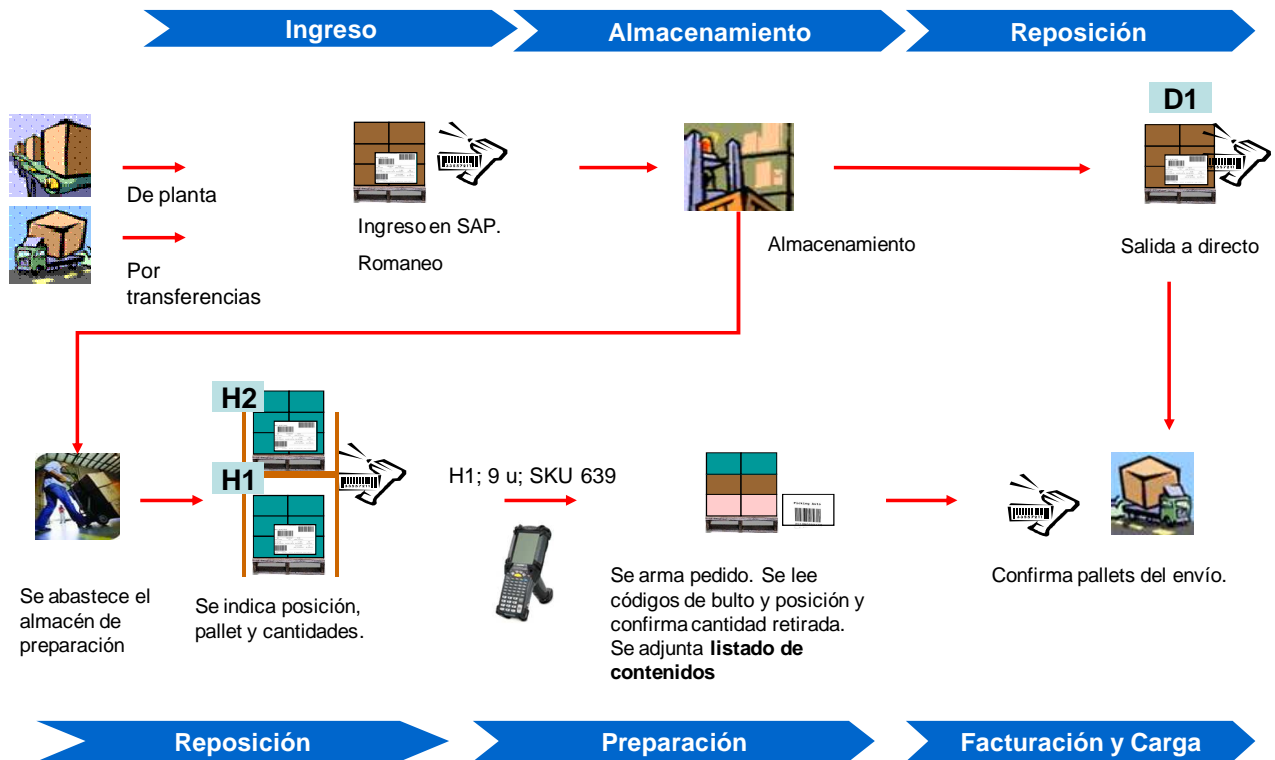 Ingreso
Almacenamiento
Reposición
D1
De planta
Por
transferencias
Ingreso en SAP.
Romaneo
Almacenamiento
Salida a directo
H2
H1
H1; 9 u; SKU 639
Se abastece el
almacén de
preparación
Se indica posición,
pallet y cantidades.
Se arma pedido. Se lee
códigos de bulto y posición y
confirma cantidad retirada.
Se adjunta listado de
contenidos
Confirma pallets del envío.
Reposición
Preparación
Facturación y Carga